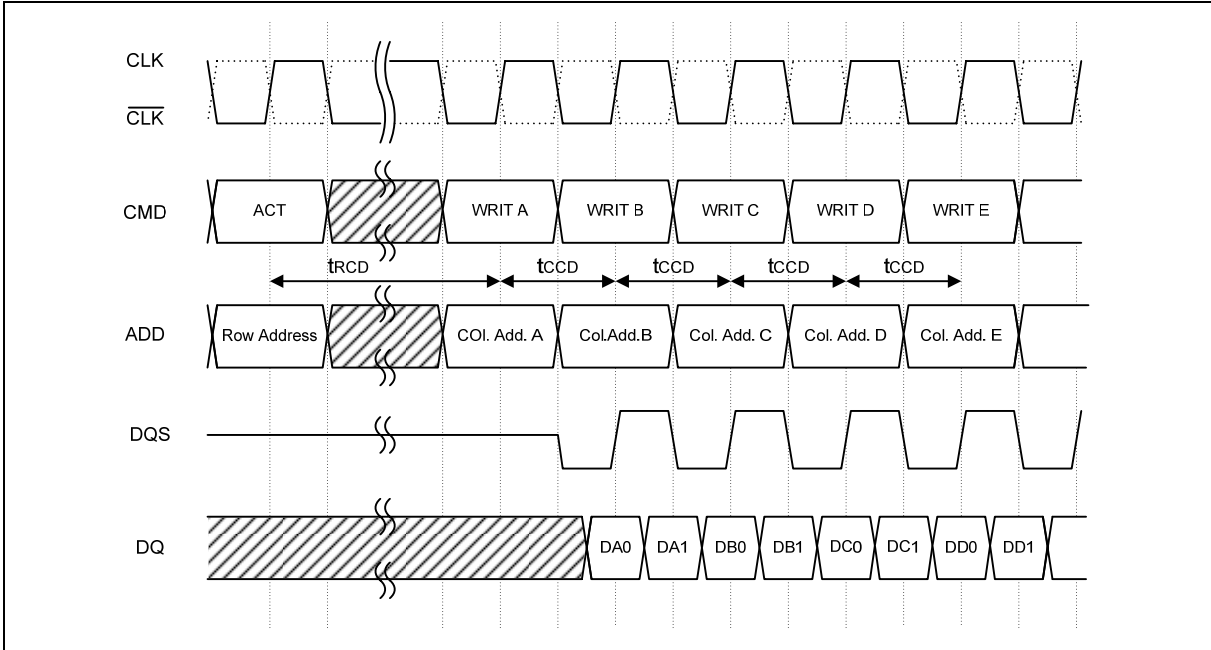 CLK
CLK
CMD
ACT
WRIT A
WRIT B
WRIT C
WRIT D
WRIT E
tRCD
tCCD
tCCD
tCCD
tCCD
ADD
Row Address
COl. Add. A
Col.Add.B
Col. Add. C
Col. Add. D
Col. Add. E
DQS
DQ
DA0
DA1
DB0
DB1
DC0
DC1
DD0
DD1